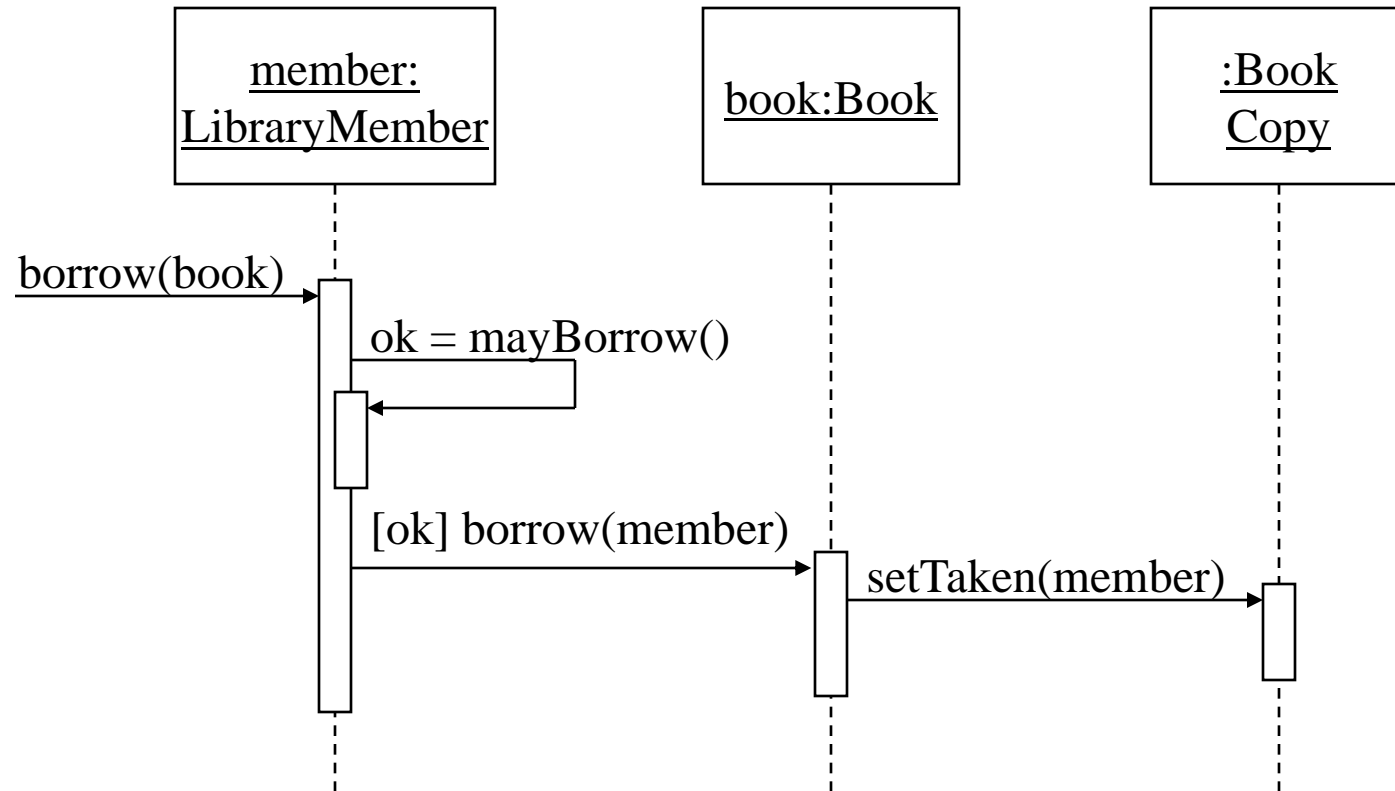 member:
LibraryMember
book:Book
:Book
Copy
borrow(book)
ok = mayBorrow()
[ok] borrow(member)
setTaken(member)